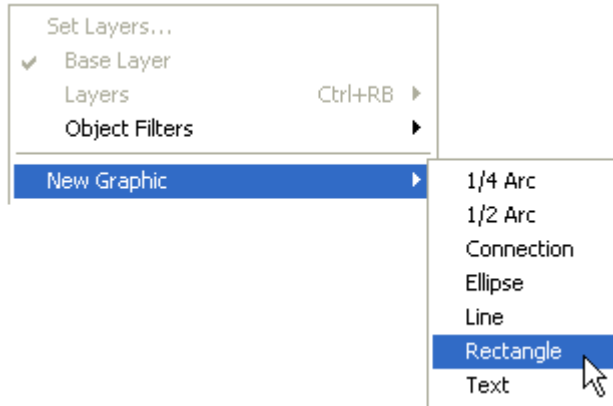 Set Layers...
Base Layer
Layers Ctrl+RB
Object Filters
New Graphic
1/4 Arc
1/2 Arc
Connection
Ellipse
Line
Rectangle
Text